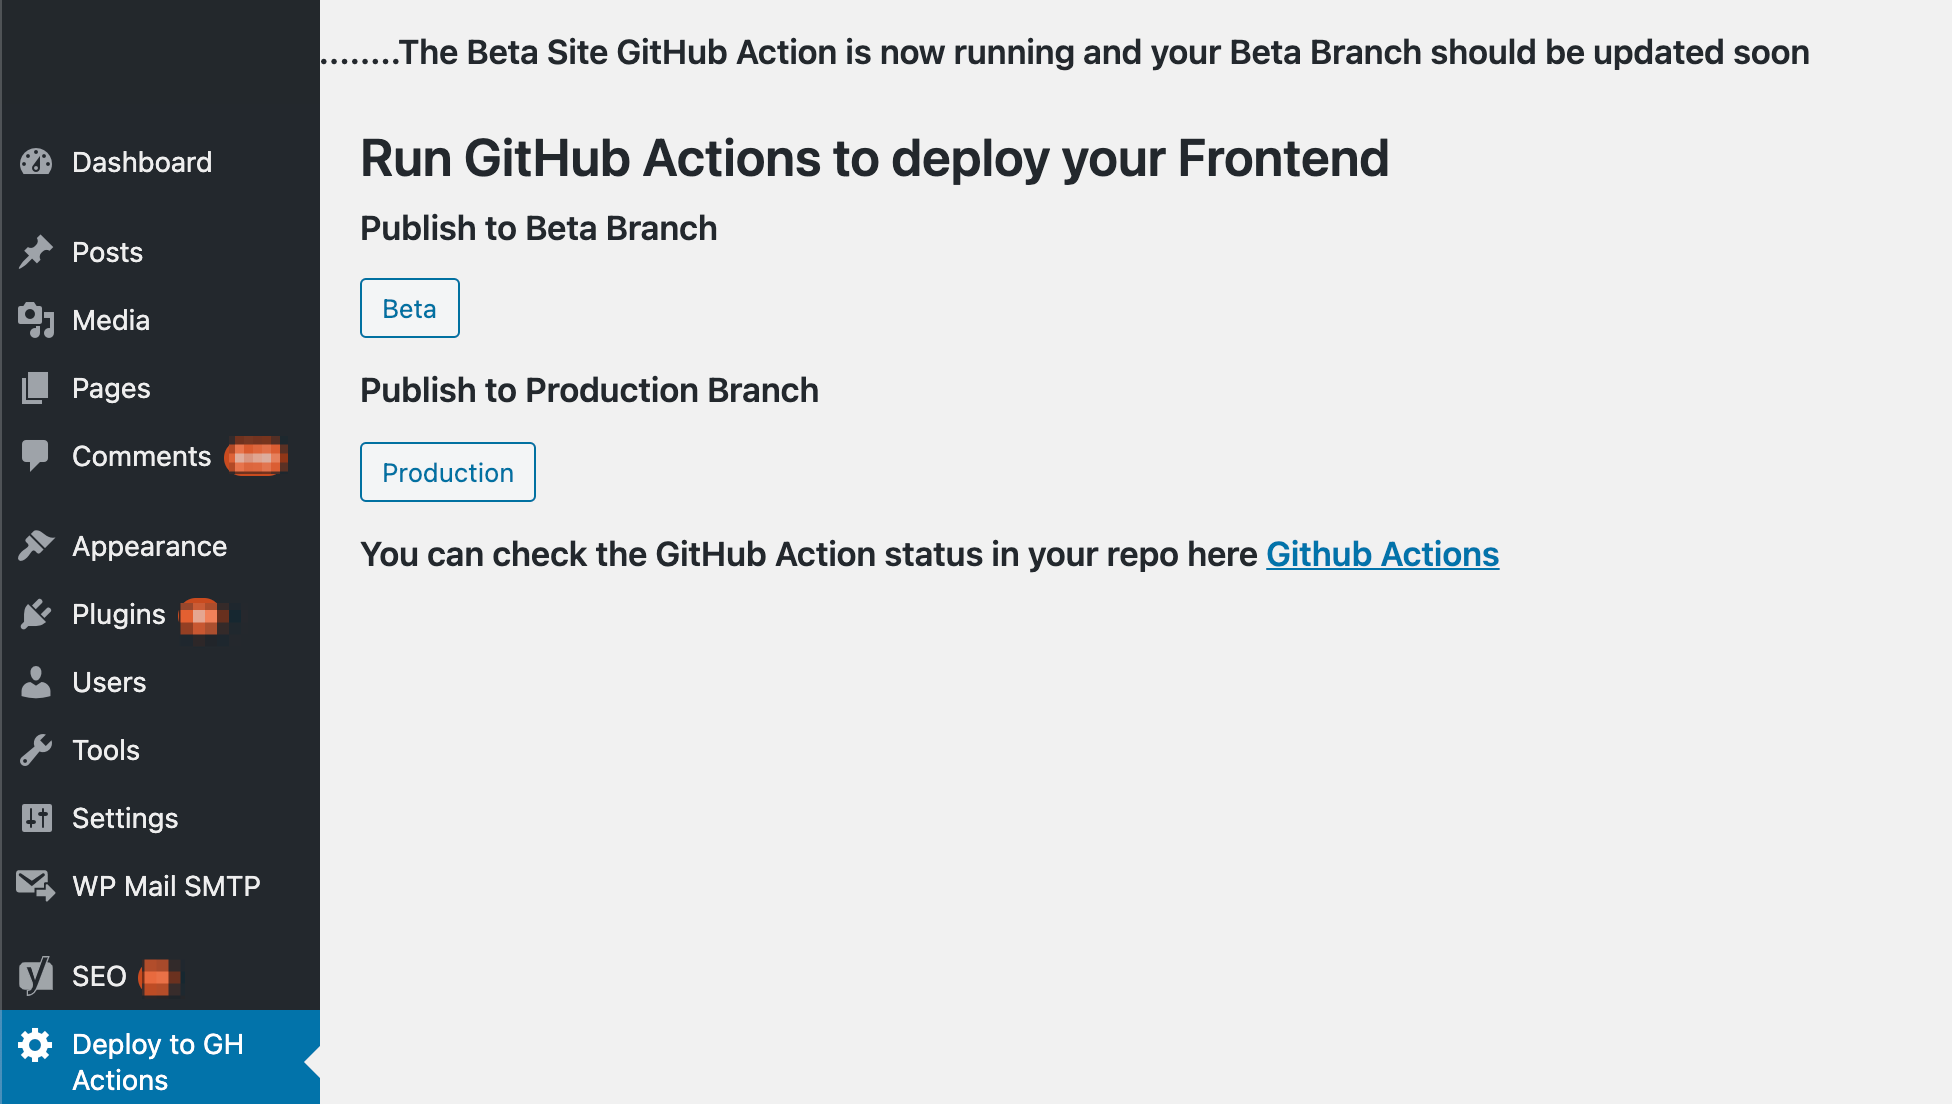 ........The Beta Site GitHub Action is now running and your Beta Branch should be updated soon
Dashboard
Posts
Media
Pages
Comments
Appearance
Plugins
Users
Tools
Settings
WP Mail SMTP
SEO
Deploy to GH
Actions
Run GitHub Actions to deploy your Frontend
Publish to Beta Branch
Beta
Publish to Production Branch
Production
You can check the GitHub Action status in your repo here Github Actions